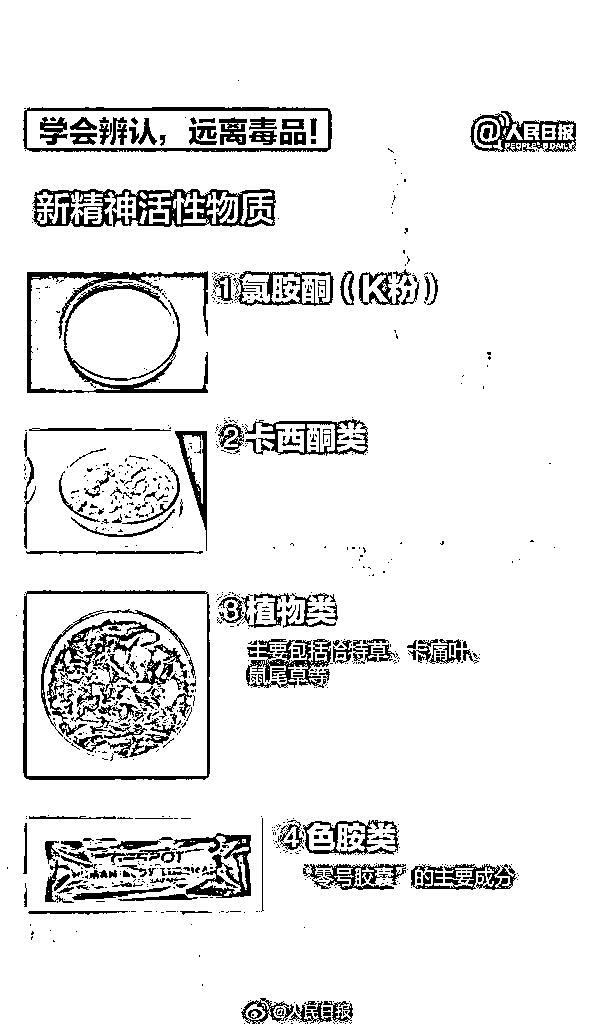 学会辨认，远离毒品！
@人民日报
PEOPLE'S DAILY
新精神活性物质
①氯胺酮（K粉）
②卡西酮类
③植物类
主要包括恰特草、卡痛叶、
鼠尾草等
④色胺类
“零号胶囊”的主要成分
@人民日报